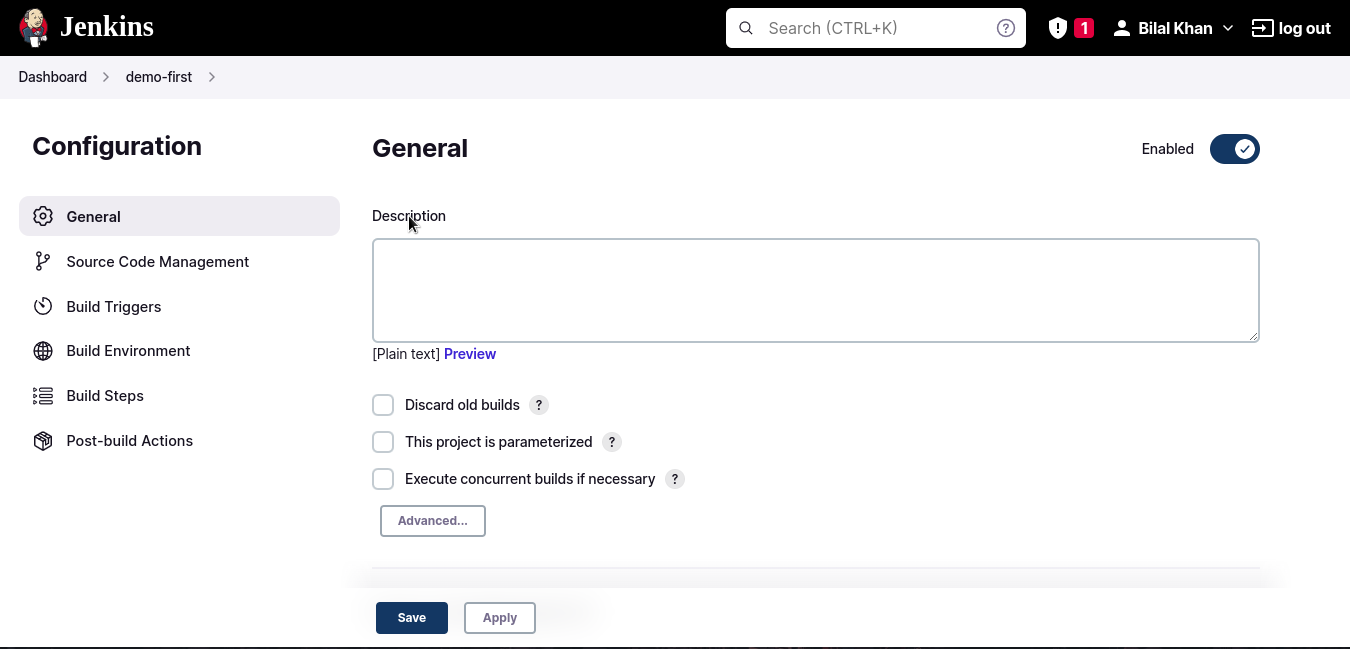 Jenkins
Search (CTRL+K)
?
1
Bilal Khan
log out
Dashboard
demo-first
Configuration
General
Source Code Management
Build Triggers
Build Environment
Build Steps
Post-build Actions
General
Enabled
Description
[Plain text] Preview
Discard old builds ?
This project is parameterized ?
Execute concurrent builds if necessary ?
Advanced...
Save
Apply